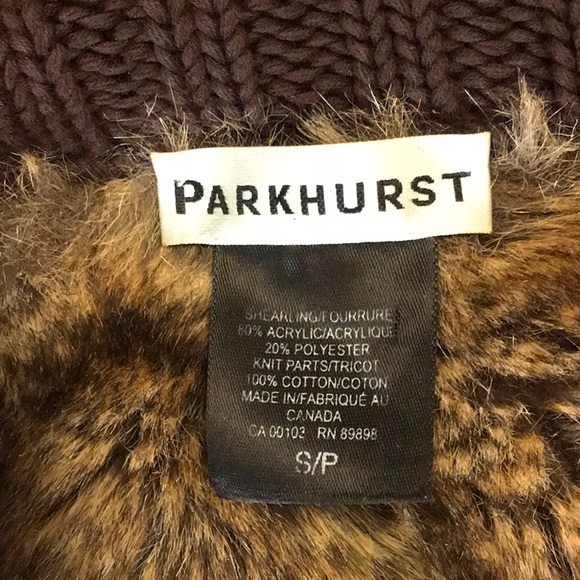 PARKHURST
SHEARLING/FOURRURE
80% ACRYLIC/ACRYLIQUE
20% POLYESTER
KNIT PARTS/TRICOT
100% COTTON/COTON
MADE IN/FABRIQUÉ AU
CANADA
CA 00103 RN 89898
S/P